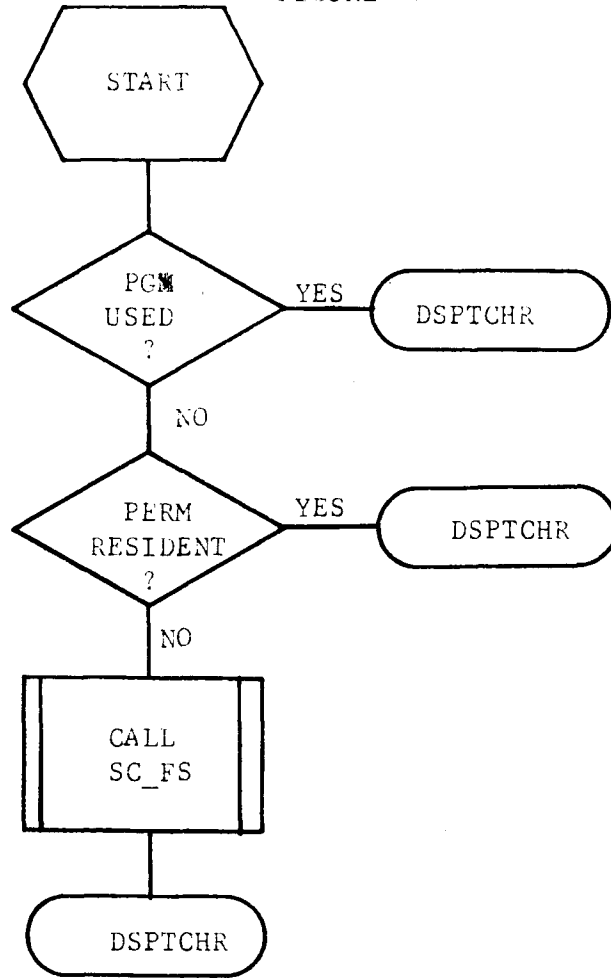 START
PGM
USED
?
YES
DSPTCHR
NO
PERM
RESIDENT
?
YES
DSPTCHR
NO
CALL
SC_FS
DSPTCHR